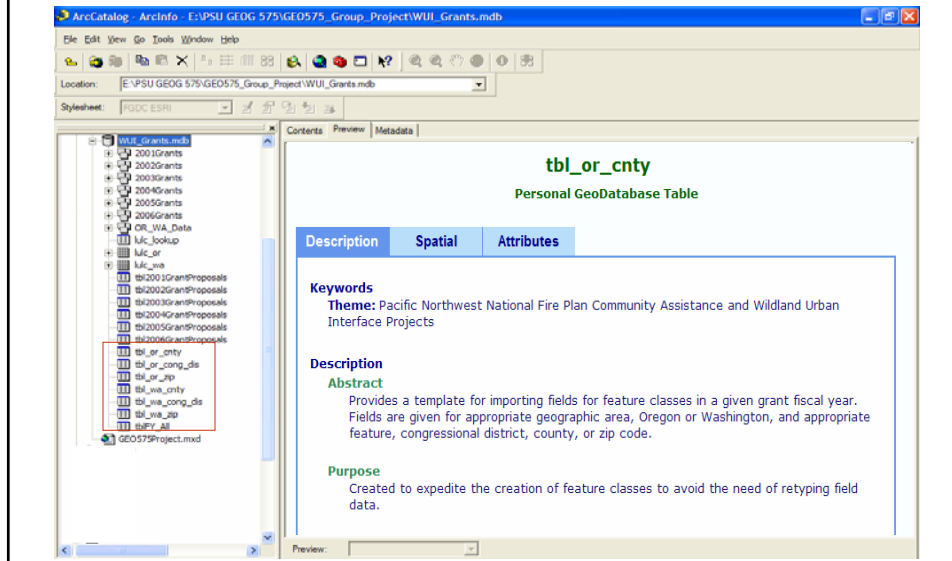 ArcCatalog - ArcInfo - E:\PSU GEOG 575\GEO575_Group_Project\WUI_Grants.mdb
File Edit View Go Tools Window Help
Location: E:\PSU GEOG 575\GEO575_Group_Project\WUI_Grants.mdb
Stylesheet: FGDC ESRI
WUI_Grants.mdb
2001Grants
2002Grants
2003Grants
2004Grants
2005Grants
2006Grants
OR_WA_Data
lulc_lookup
lulc_or
lulc_wa
tbl2001GrantProposals
tbl2002GrantProposals
tbl2003GrantProposals
tbl2004GrantProposals
tbl2005GrantProposals
tbl2006GrantProposals
tbl_or_cnty
tbl_or_cong_dis
tbl_or_zip
tbl_wa_cnty
tbl_wa_cong_dis
tbl_wa_zip
tblFY_All
GEO575Project.mxd
Contents Preview Metadata
tbl_or_cnty
Personal GeoDatabase Table
Description Spatial Attributes
Keywords
Theme: Pacific Northwest National Fire Plan Community Assistance and Wildland Urban
Interface Projects
Description
Abstract
Provides a template for importing fields for feature classes in a given grant fiscal year.
Fields are given for appropriate geographic area, Oregon or Washington, and appropriate
feature, congressional district, county, or zip code.
Purpose
Created to expedite the creation of feature classes to avoid the need of retyping field
data.
Preview: